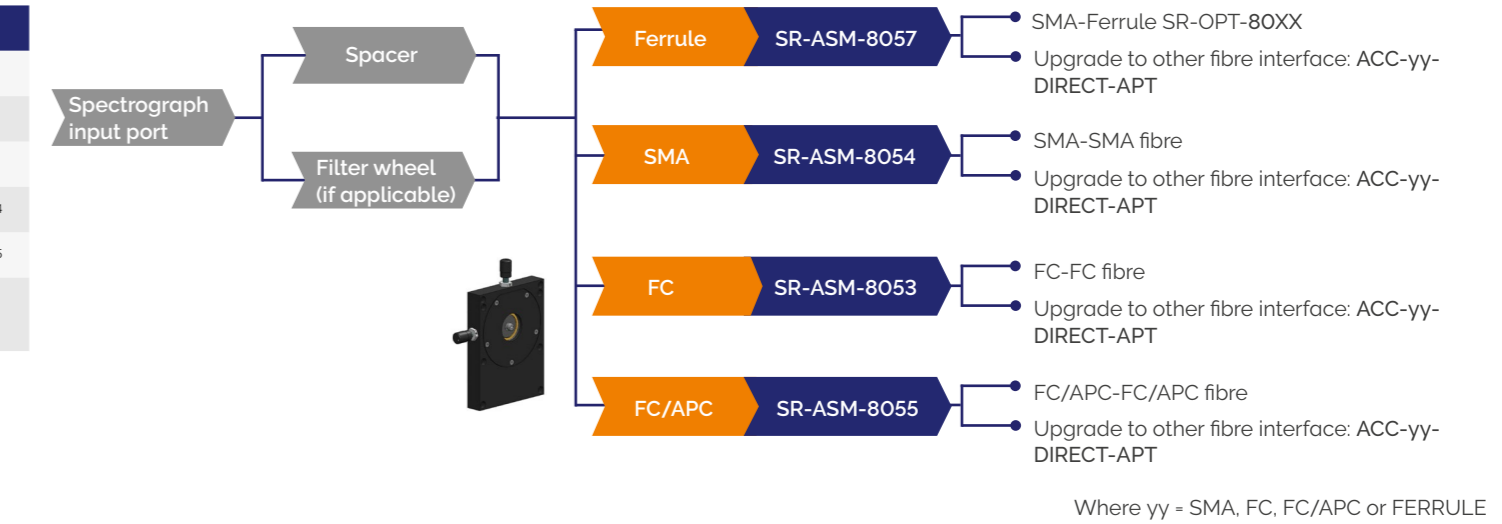 Spectrograph
input port
Spacer
Filter wheel
(if applicable)
Ferrule
SR-ASM-8057
SMA-Ferrule SR-OPT-80XX
Upgrade to other fibre interface: ACC-yy-
DIRECT-APT
SMA
SR-ASM-8054
SMA-SMA fibre
Upgrade to other fibre interface: ACC-yy-
DIRECT-APT
FC
SR-ASM-8053
FC-FC fibre
Upgrade to other fibre interface: ACC-yy-
DIRECT-APT
FC/APC
SR-ASM-8055
FC/APC-FC/APC fibre
Upgrade to other fibre interface: ACC-yy-
DIRECT-APT
Where yy = SMA, FC, FC/APC or FERRULE